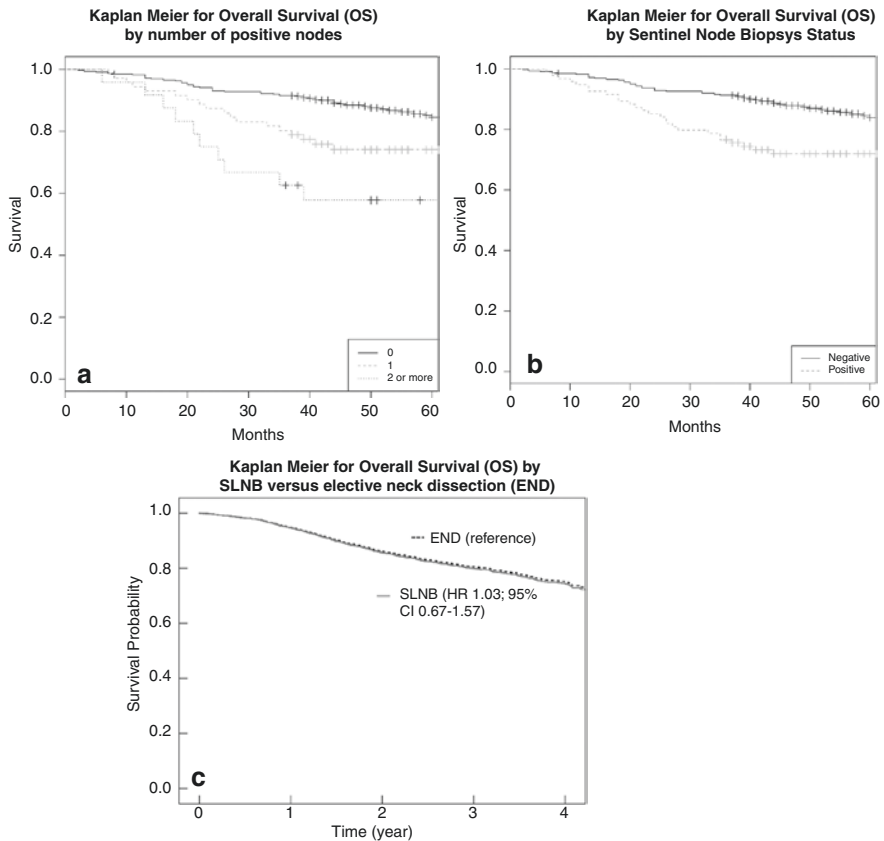 Kaplan Meier for Overall Survival (OS)
by number of positive nodes
1.0
0.8
0.6
0.4
0.2
0.0
Survival
a
0
1
2 or more
0 10 20 30 40 50 60
Months
Kaplan Meier for Overall Survival (OS)
by Sentinel Node Biopsys Status
1.0
0.8
0.6
0.4
0.2
0.0
Survival
b
Negative
Positive
0 10 20 30 40 50 60
Months
Kaplan Meier for Overall Survival (OS) by
SLNB versus elective neck dissection (END)
1.0
0.8
0.6
0.4
0.2
0.0
Survival Probability
END (reference)
SLNB (HR 1.03; 95%
CI 0.67-1.57)
c
0 1 2 3 4
Time (year)